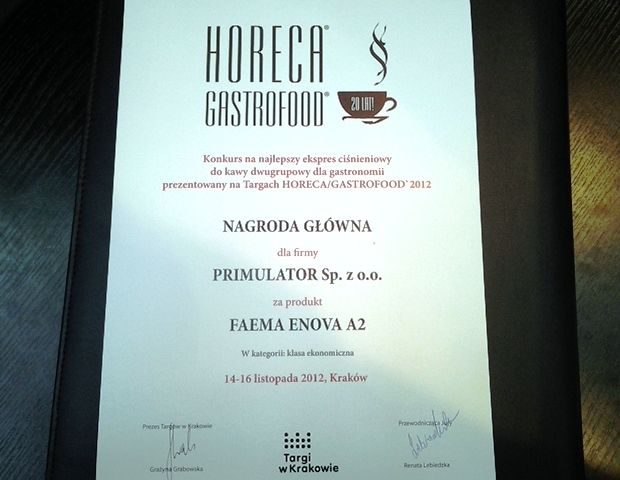 HORECA®
GASTROFOOD®
20 LAT!
Konkurs na najlepszy ekspres ciśnieniowy
do kawy dwugrupowy dla gastronomii
prezentowany na Targach HORECA/GASTROFOOD`2012
NAGRODA GŁÓWNA
dla firmy
PRIMULATOR Sp. z o.o.
za produkt
FAEMA ENOVA A2
W kategorii: klasa ekonomiczna
14-16 listopada 2012, Kraków
Prezes Targów w Krakowie
Przewodnicząca Jury
Grażyna Grabowska
Targi
w Krakowie
Renata Lebiedzka